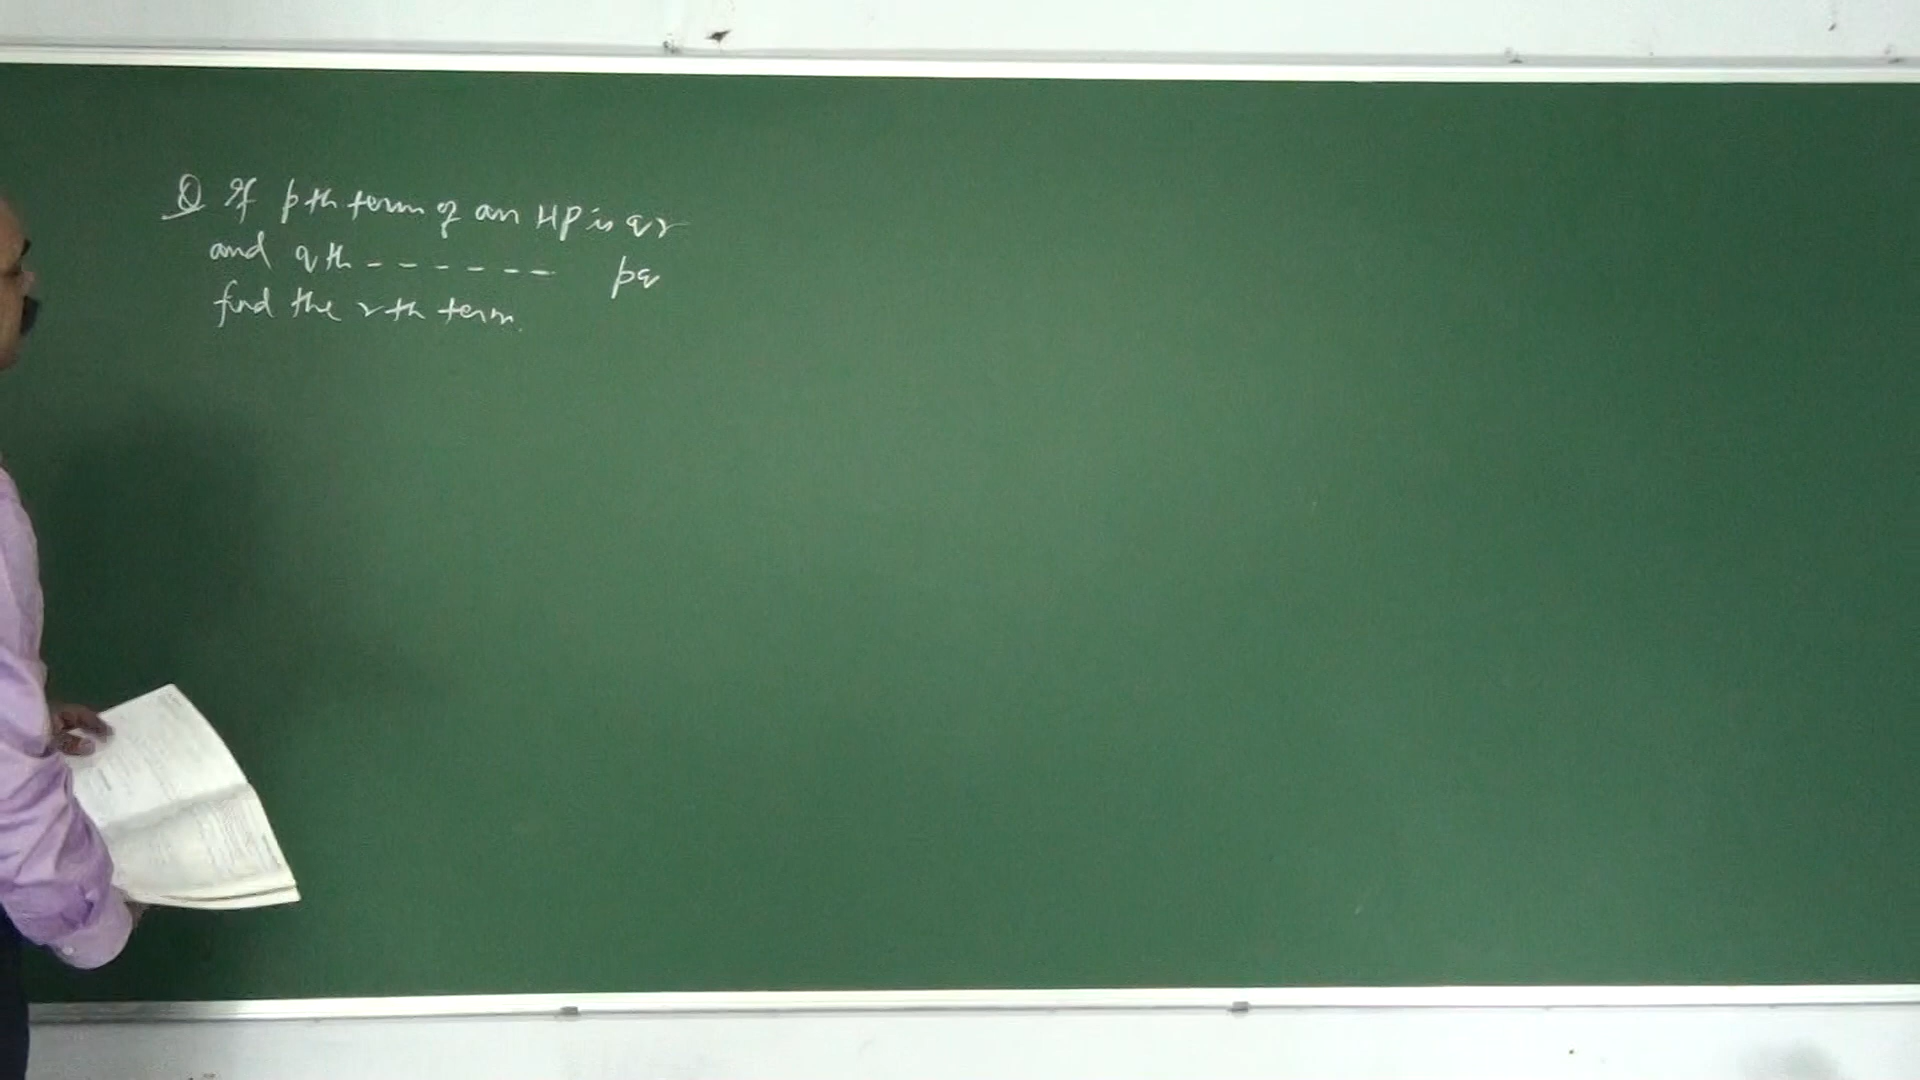 Q If pth term of an HP is qr
and qth - - - - - - pq
find the rth term.